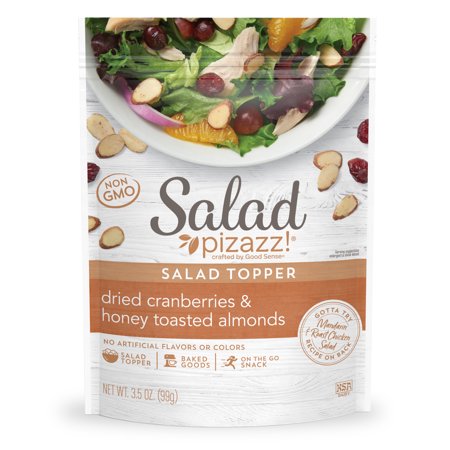 NON
GMO
Salad
pizazz!®
crafted by Good Sense®
SALAD TOPPER
dried cranberries &
honey toasted almonds
GOTTA TRY
Mandarin
Roast Chicken
Salad
RECIPE ON BACK
NO ARTIFICIAL FLAVORS OR COLORS
SALAD
TOPPER
BAKED
GOODS
ON THE GO
SNACK
NET WT. 3.5 OZ. (99g)